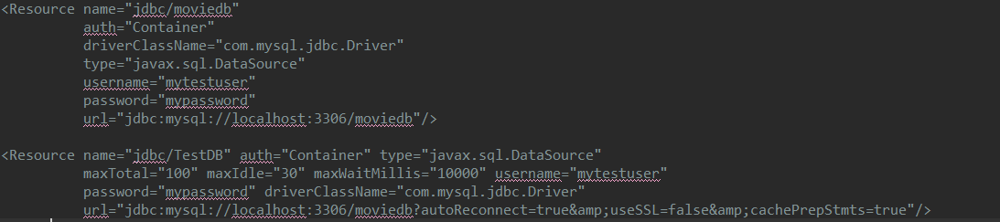 <Resource name="jdbc/moviedb"
auth="Container"
driverClassName="com.mysql.jdbc.Driver"
type="javax.sql.DataSource"
username="mytestuser"
password="mypassword"
url="jdbc:mysql://localhost:3306/moviedb"/>
<Resource name="jdbc/TestDB" auth="Container" type="javax.sql.DataSource"
maxTotal="100" maxIdle="30" maxWaitMillis="10000" username="mytestuser"
password="mypassword" driverClassName="com.mysql.jdbc.Driver"
url="jdbc:mysql://localhost:3306/moviedb?autoReconnect=true&amp;useSSL=false&amp;cachePrepStmts=true"/>